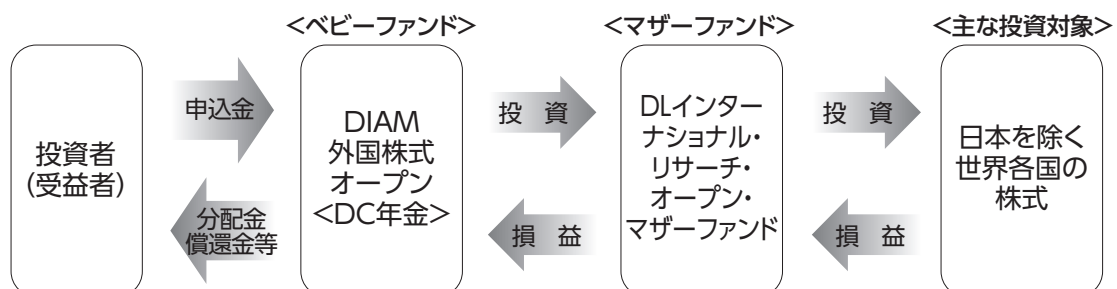 <ベビーファンド>
<マザーファンド>
<主な投資対象>
投資者
(受益者)
申込金
分配金
償還金等
DIAM
外国株式
オープン
<DC年金>
投 資
損 益
DLインター
ナショナル・
リサーチ・
オープン・
マザーファンド
投 資
損 益
日本を除く
世界各国の
株式